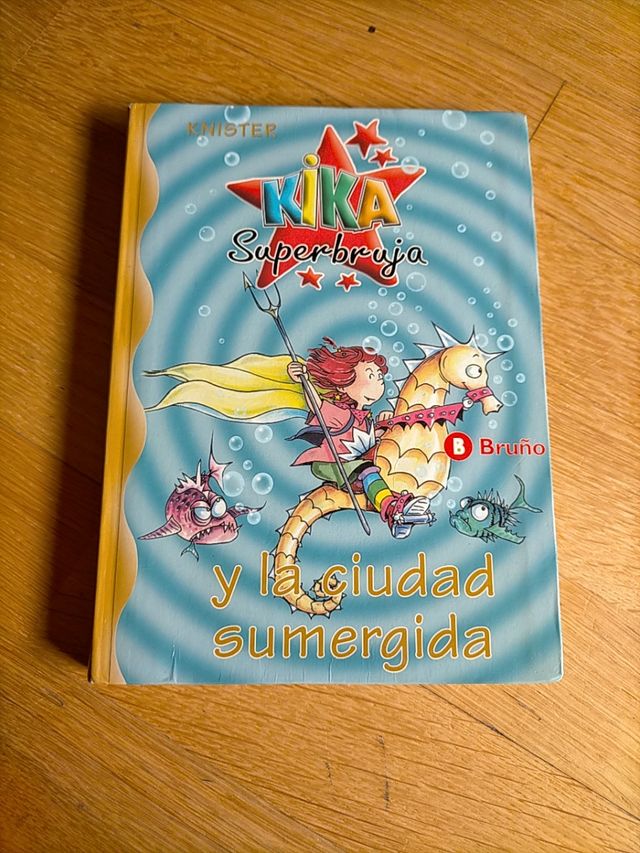 KNISTER
KIKA
Superbruja
B Bruño
y la ciudad
sumergida